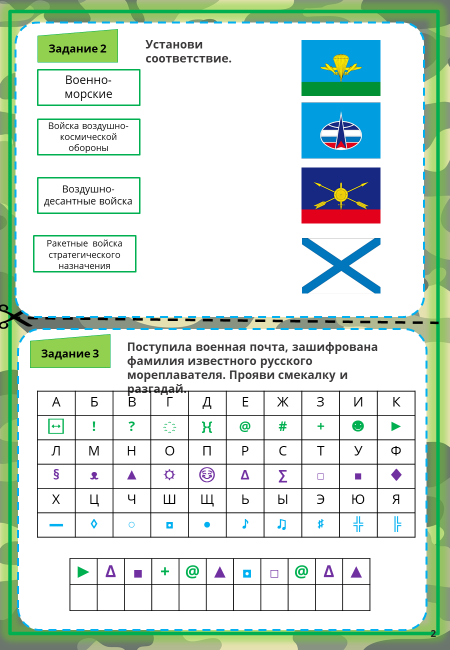 Задание 2
Установи
соответствие.
Военно-
морские
Войска воздушно-
космической
обороны
Воздушно-
десантные войска
Ракетные войска
стратегического
назначения
Задание 3
Поступила военная почта, зашифрована
фамилия известного русского
мореплавателя. Прояви смекалку и
разгадай.
А Б В Г Д Е Ж З И К
! ? }{ @ # + ☻ ►
Л М Н О П Р С Т У Ф
§ ᴥ ▲ ☼ Δ ∑ □ ■ ♦
Х Ц Ч Ш Щ Ь Ы Э Ю Я
— ◊ ○ ◘ ● ♪ ♫ ♯ ╬ ╠
► Δ ■ + @ ▲ ◘ □ @ Δ ▲
2